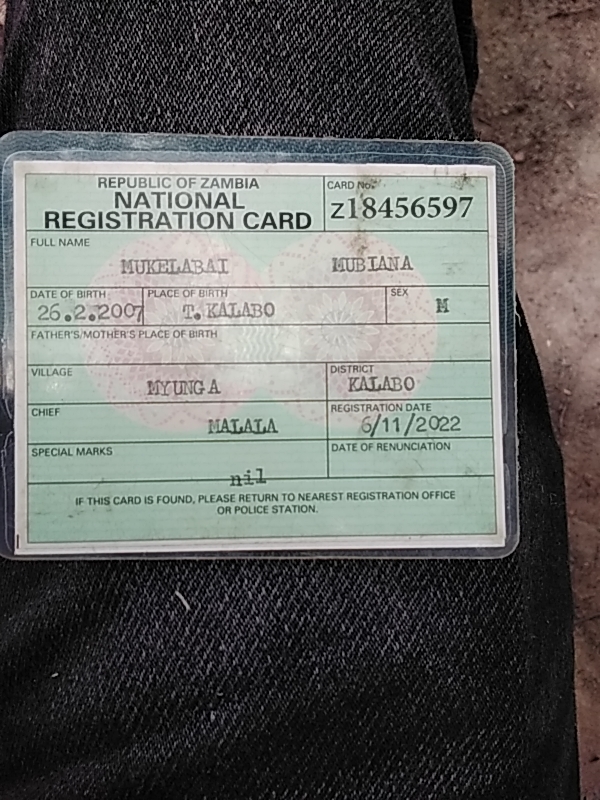 REPUBLIC OF ZAMBIA
NATIONAL
REGISTRATION CARD
CARD No.
z18456597
FULL NAME
MUKELABAI MUBIANA
DATE OF BIRTH PLACE OF BIRTH SEX
26.2.2007 T.KALABO M
FATHER'S/MOTHER'S PLACE OF BIRTH
VILLAGE DISTRICT
MYUNGA KALABO
CHIEF REGISTRATION DATE
MALALA 6/11/2022
SPECIAL MARKS DATE OF RENUNCIATION
nil
IF THIS CARD IS FOUND, PLEASE RETURN TO NEAREST REGISTRATION OFFICE
OR POLICE STATION.